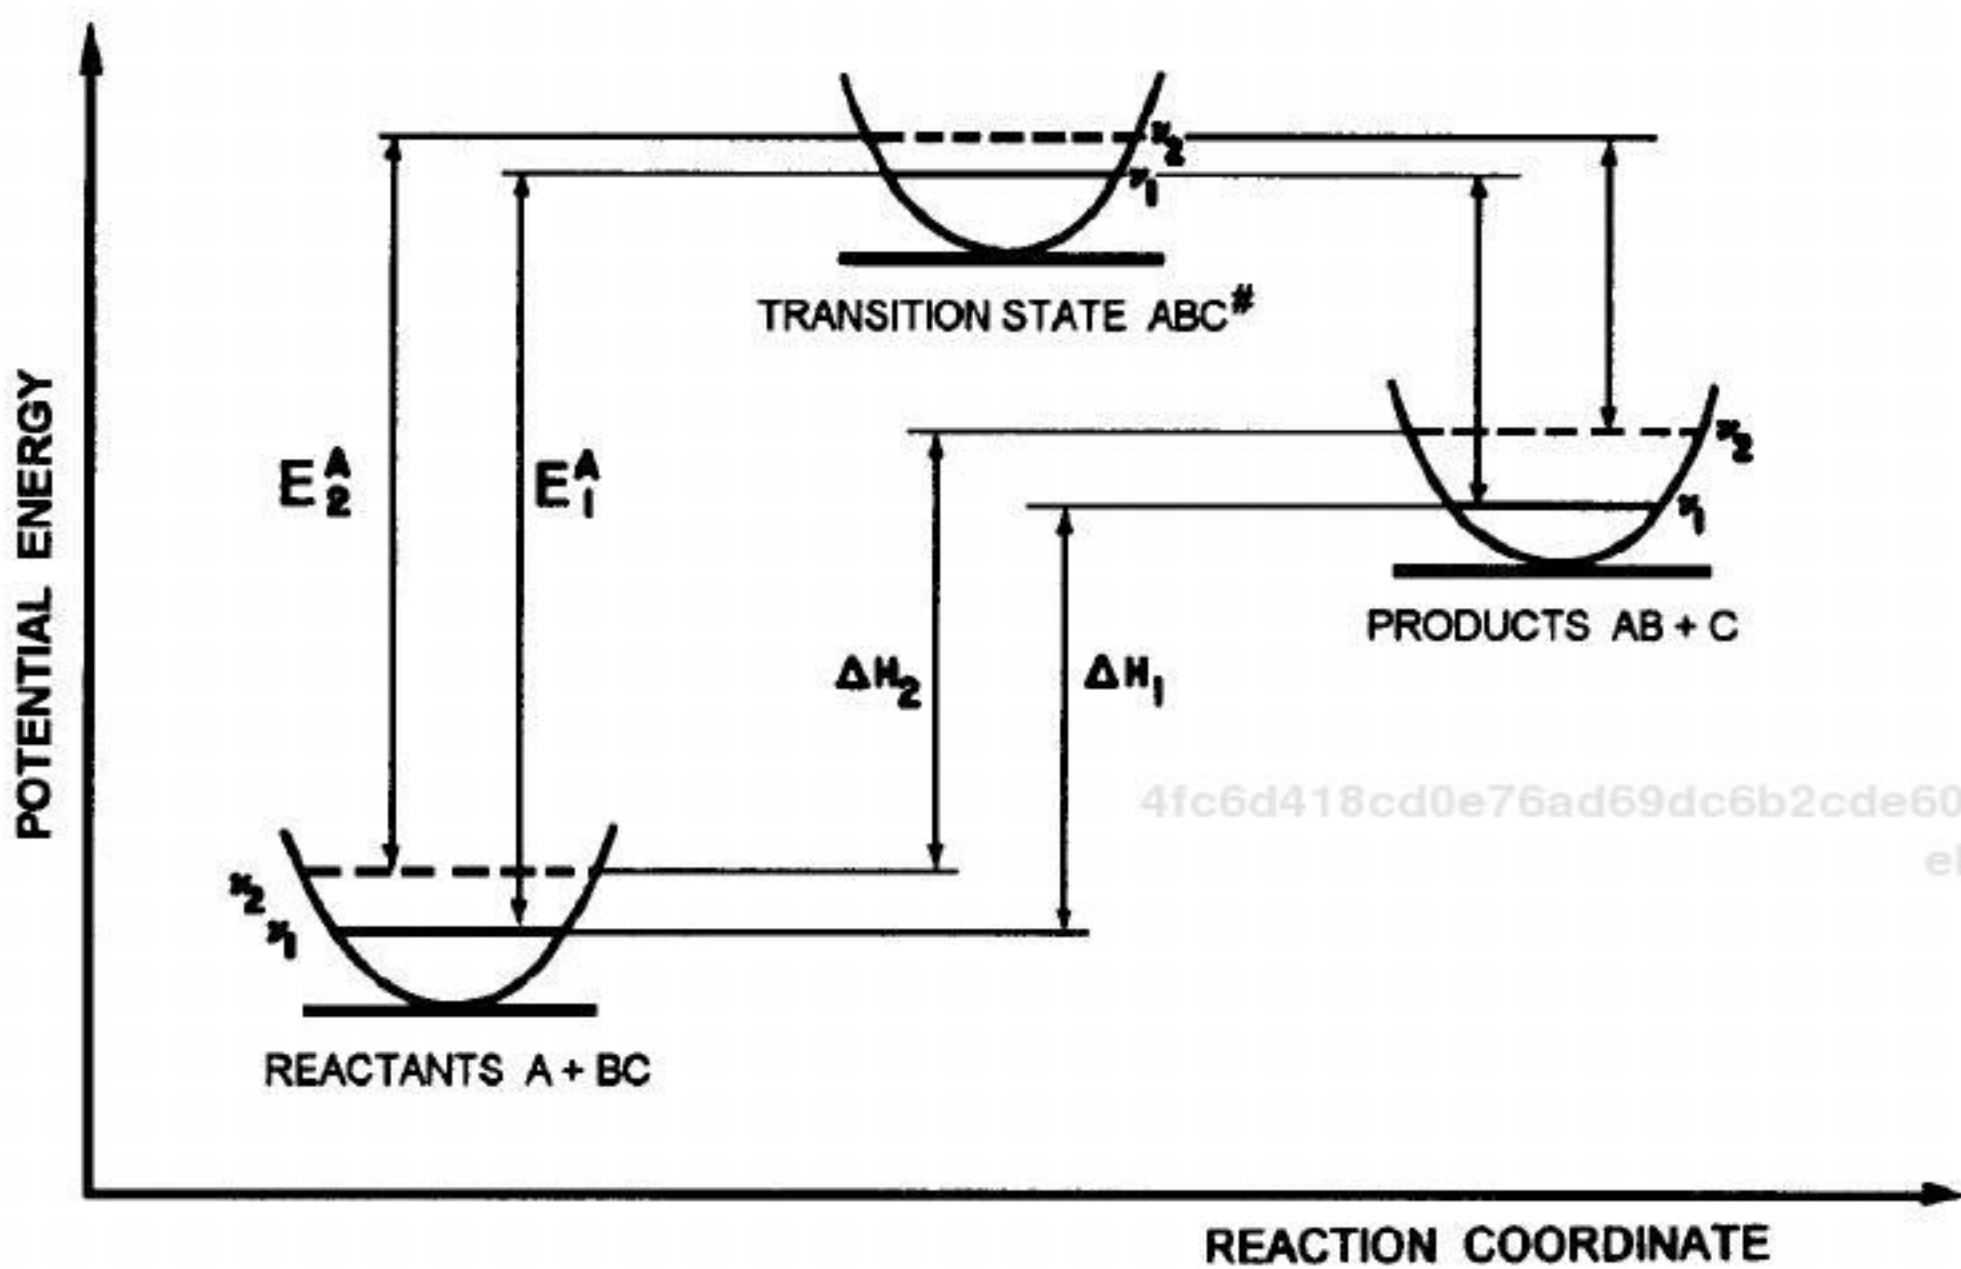 x₂
x₁
TRANSITION STATE ABC#
POTENTIAL ENERGY
E₂ᴬ
E₁ᴬ
x₂
x₁
PRODUCTS AB + C
ΔH₂
ΔH₁
4fc6d418cd0e76ad69dc6b2cde60
el
x₂
x₁
REACTANTS A + BC
REACTION COORDINATE